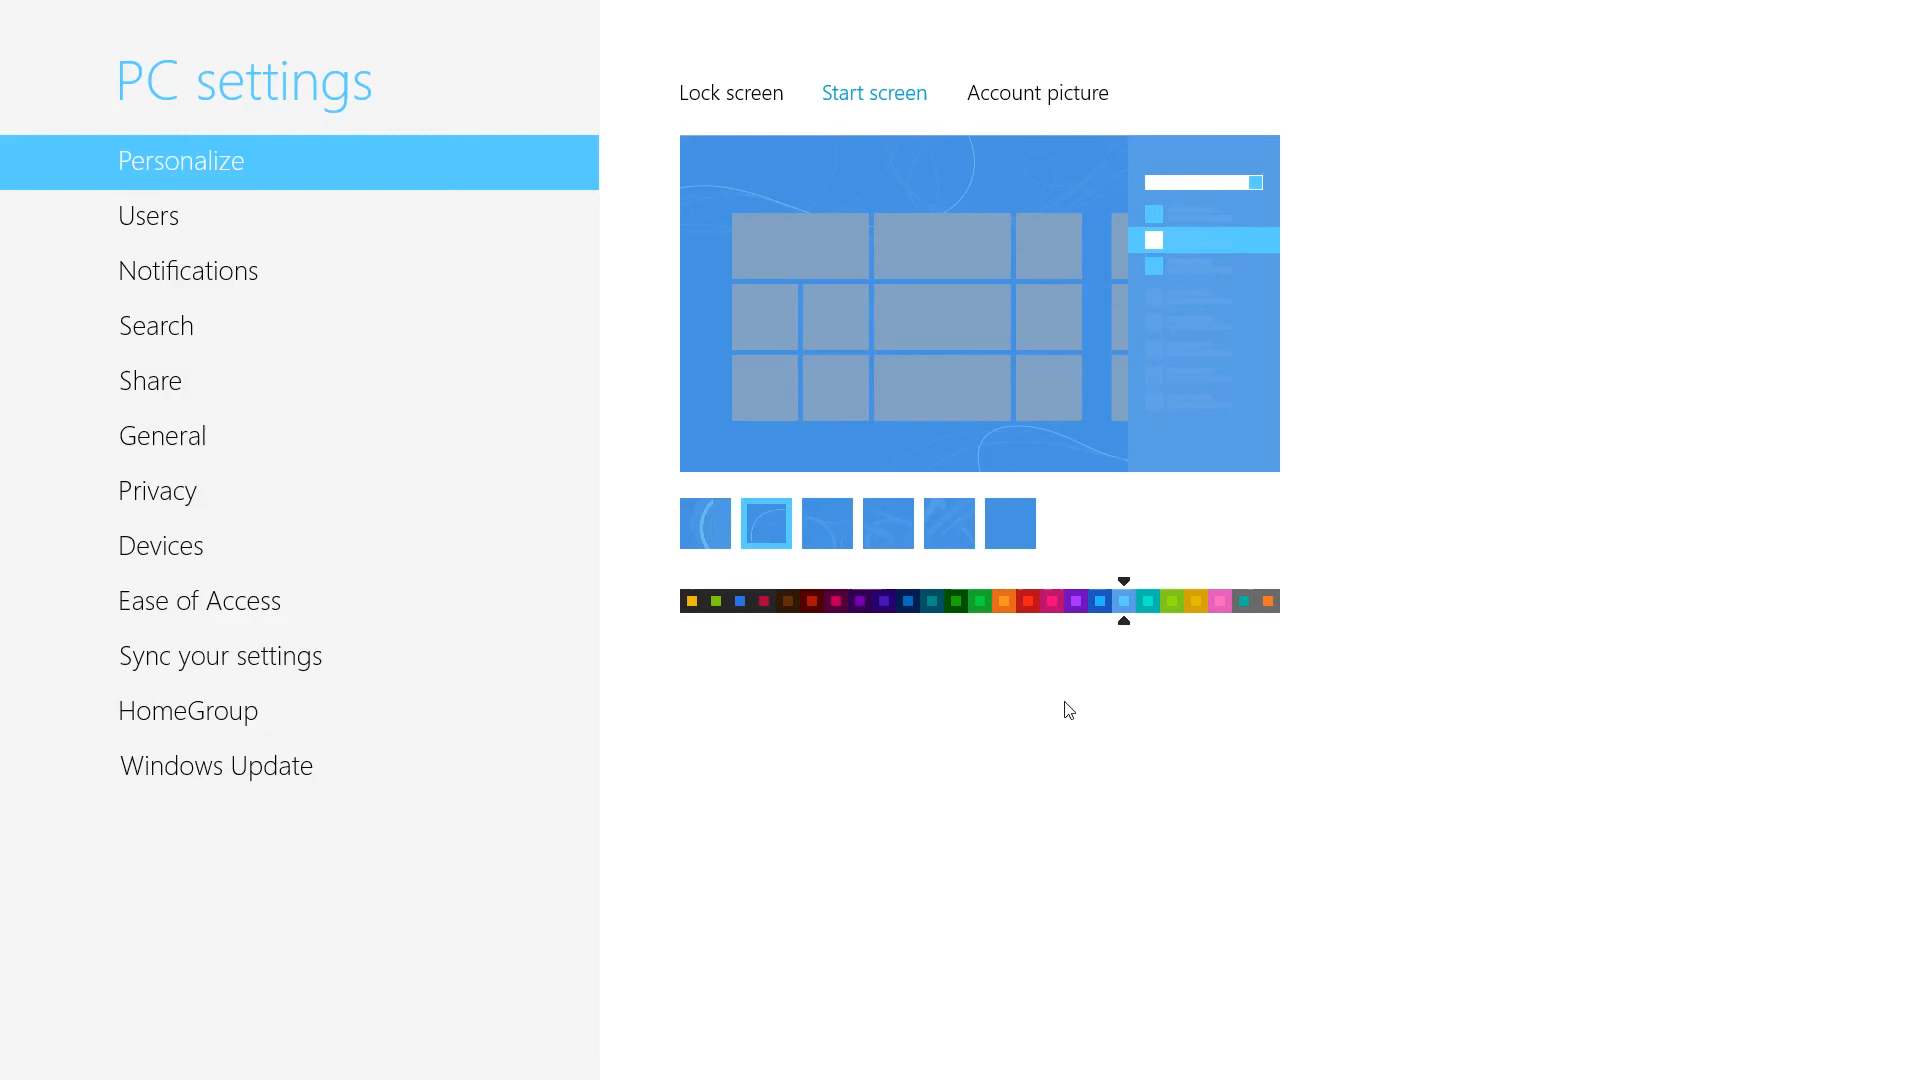 PC settings
Personalize
Users
Notifications
Search
Share
General
Privacy
Devices
Ease of Access
Sync your settings
HomeGroup
Windows Update
Lock screen
Start screen
Account picture